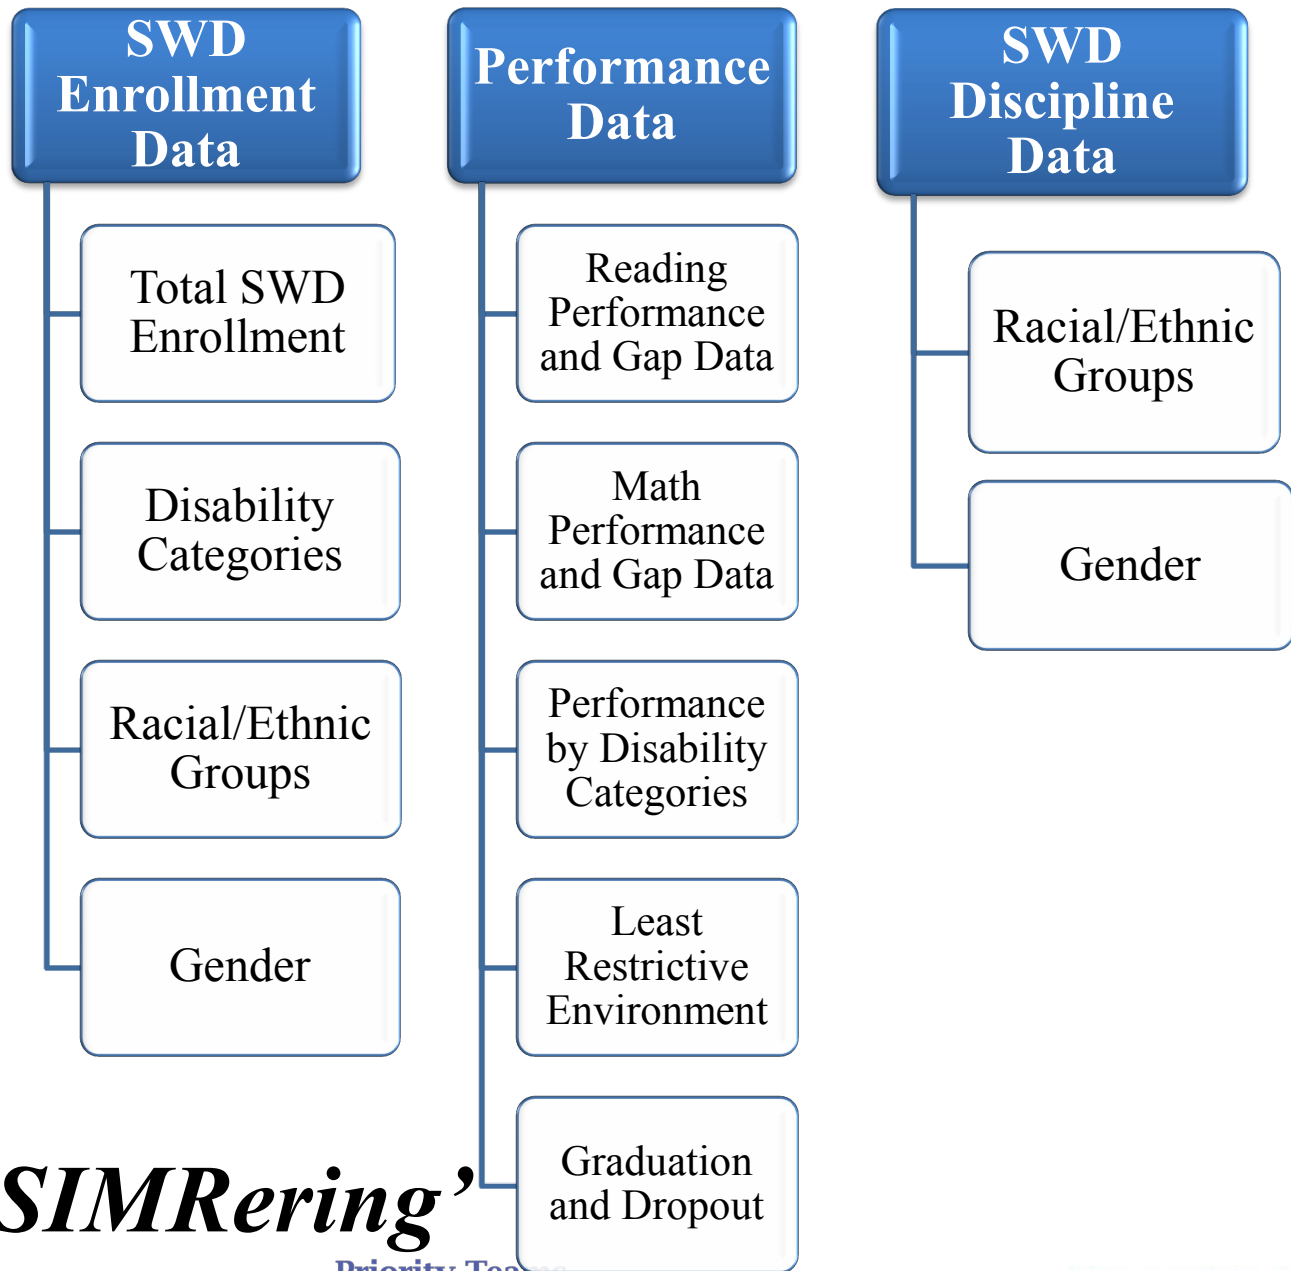 SWD
Enrollment
Data
Total SWD
Enrollment
Disability
Categories
Racial/Ethnic
Groups
Gender
Performance
Data
Reading
Performance
and Gap Data
Math
Performance
and Gap Data
Performance
by Disability
Categories
Least
Restrictive
Environment
Graduation
and Dropout
SWD
Discipline
Data
Racial/Ethnic
Groups
Gender
SIMRering’
Priority Teams